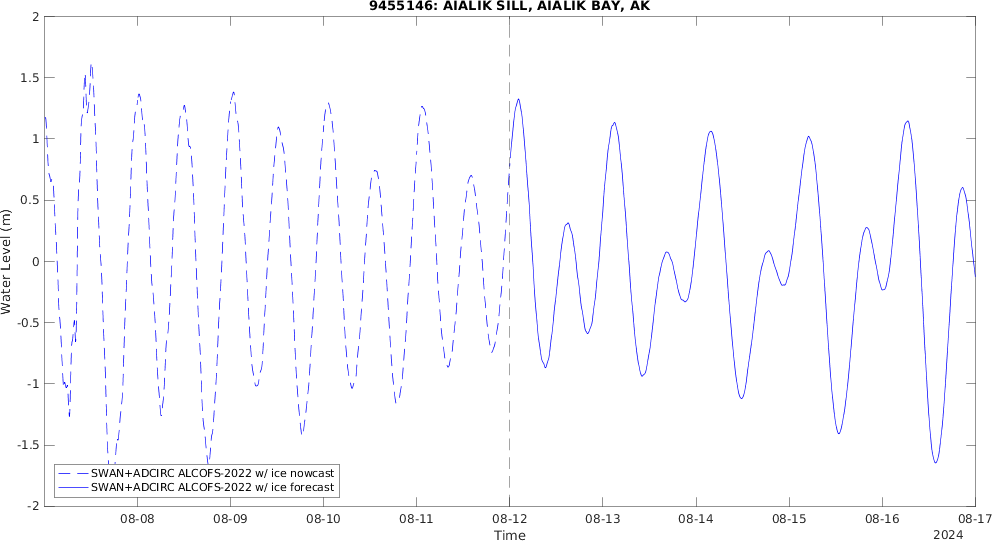 9455146: AIALIK SILL, AIALIK BAY, AK
2
1.5
1
0.5
0
-0.5
-1
-1.5
-2
Water Level (m)
SWAN+ADCIRC ALCOFS-2022 w/ ice nowcast
SWAN+ADCIRC ALCOFS-2022 w/ ice forecast
08-08 08-09 08-10 08-11 08-12 08-13 08-14 08-15 08-16 08-17
Time
2024